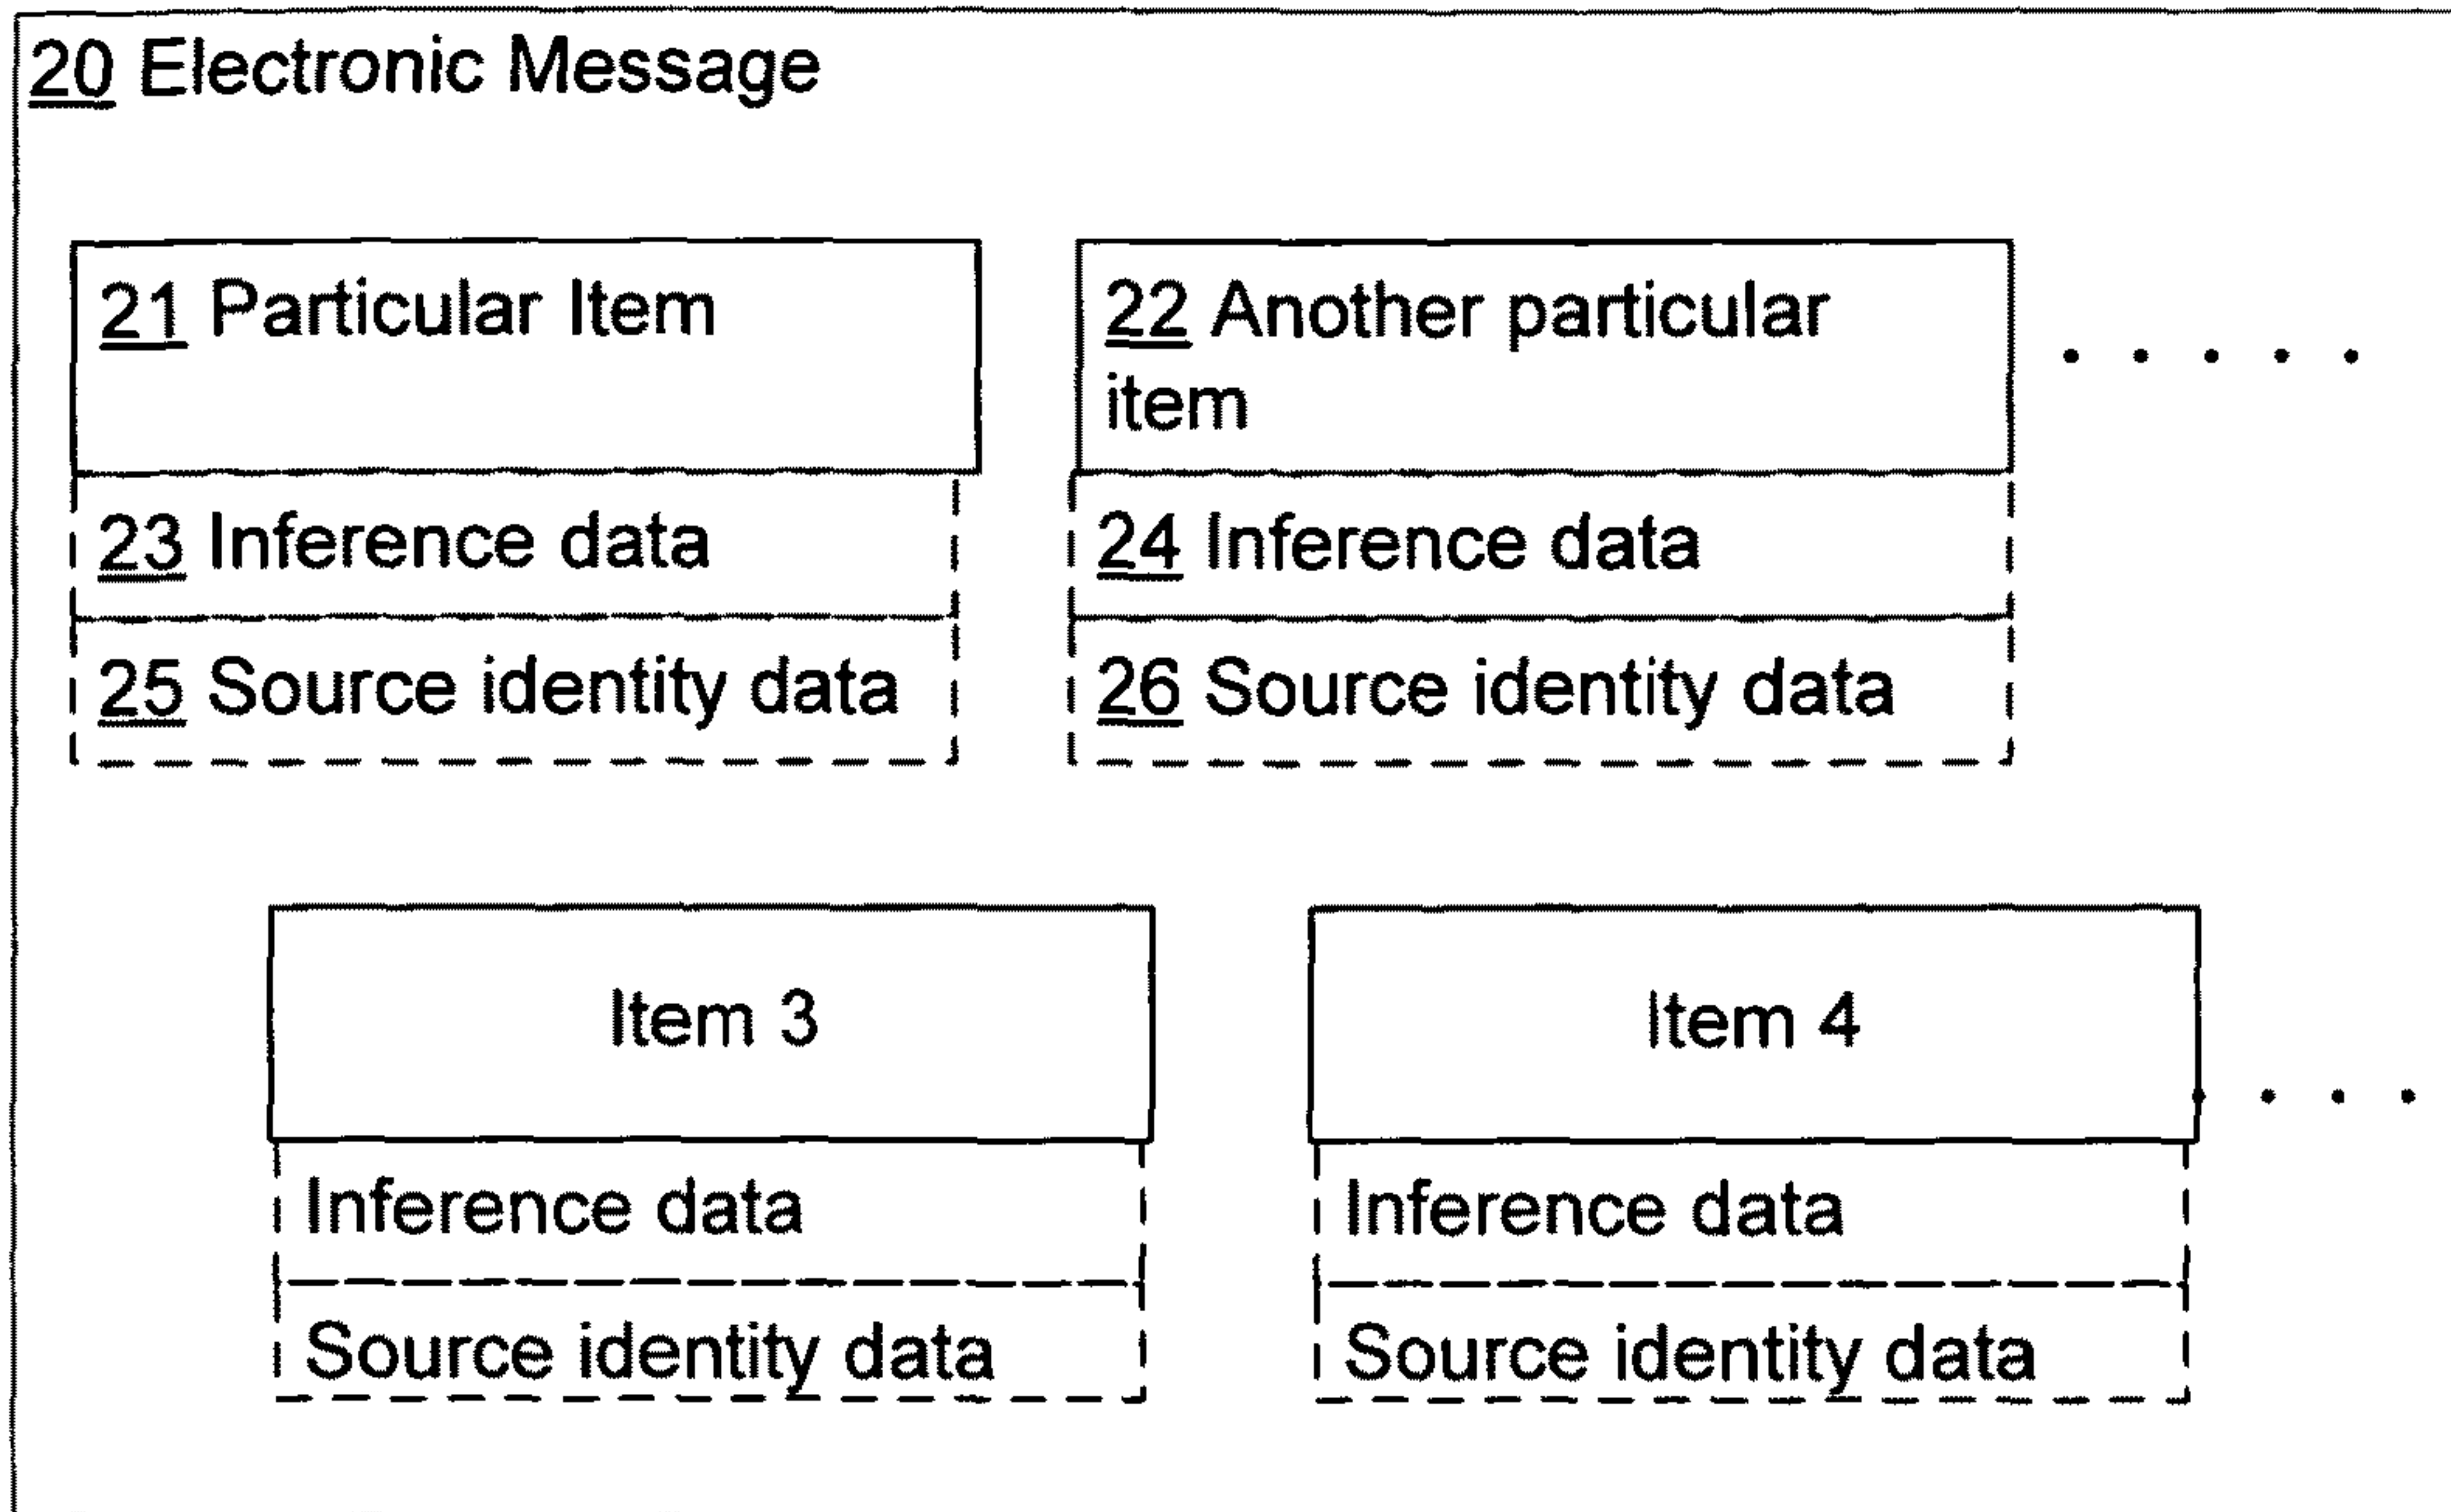 20 Electronic Message
21 Particular Item
22 Another particular
item
23 Inference data
24 Inference data
25 Source identity data
26 Source identity data
Item 3
Item 4
Inference data
Inference data
Source identity data
Source identity data